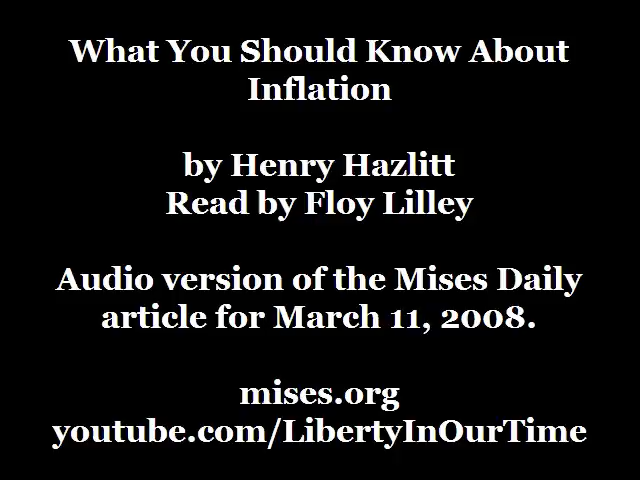 What You Should Know About
Inflation
by Henry Hazlitt
Read by Floy Lilley
Audio version of the Mises Daily
article for March 11, 2008.
mises.org
youtube.com/LibertyInOurTime